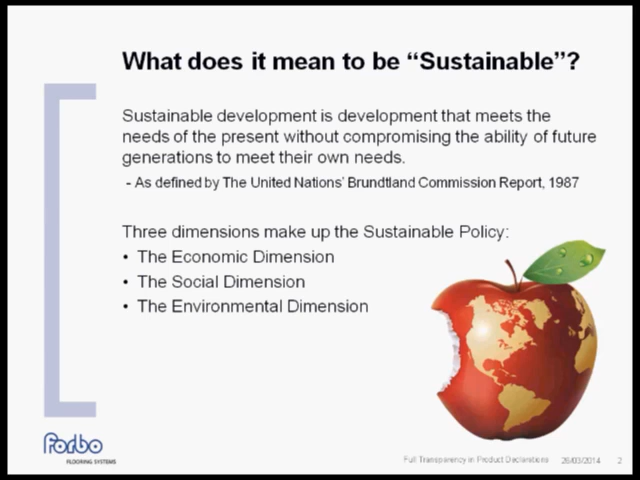 What does it mean to be “Sustainable”?
Sustainable development is development that meets the
needs of the present without compromising the ability of future
generations to meet their own needs.
- As defined by The United Nations’ Brundtland Commission Report, 1987
Three dimensions make up the Sustainable Policy:
• The Economic Dimension
• The Social Dimension
• The Environmental Dimension
Forbo
FLOORING SYSTEMS
Full Transparency in Product Declarations 26/03/2014 2